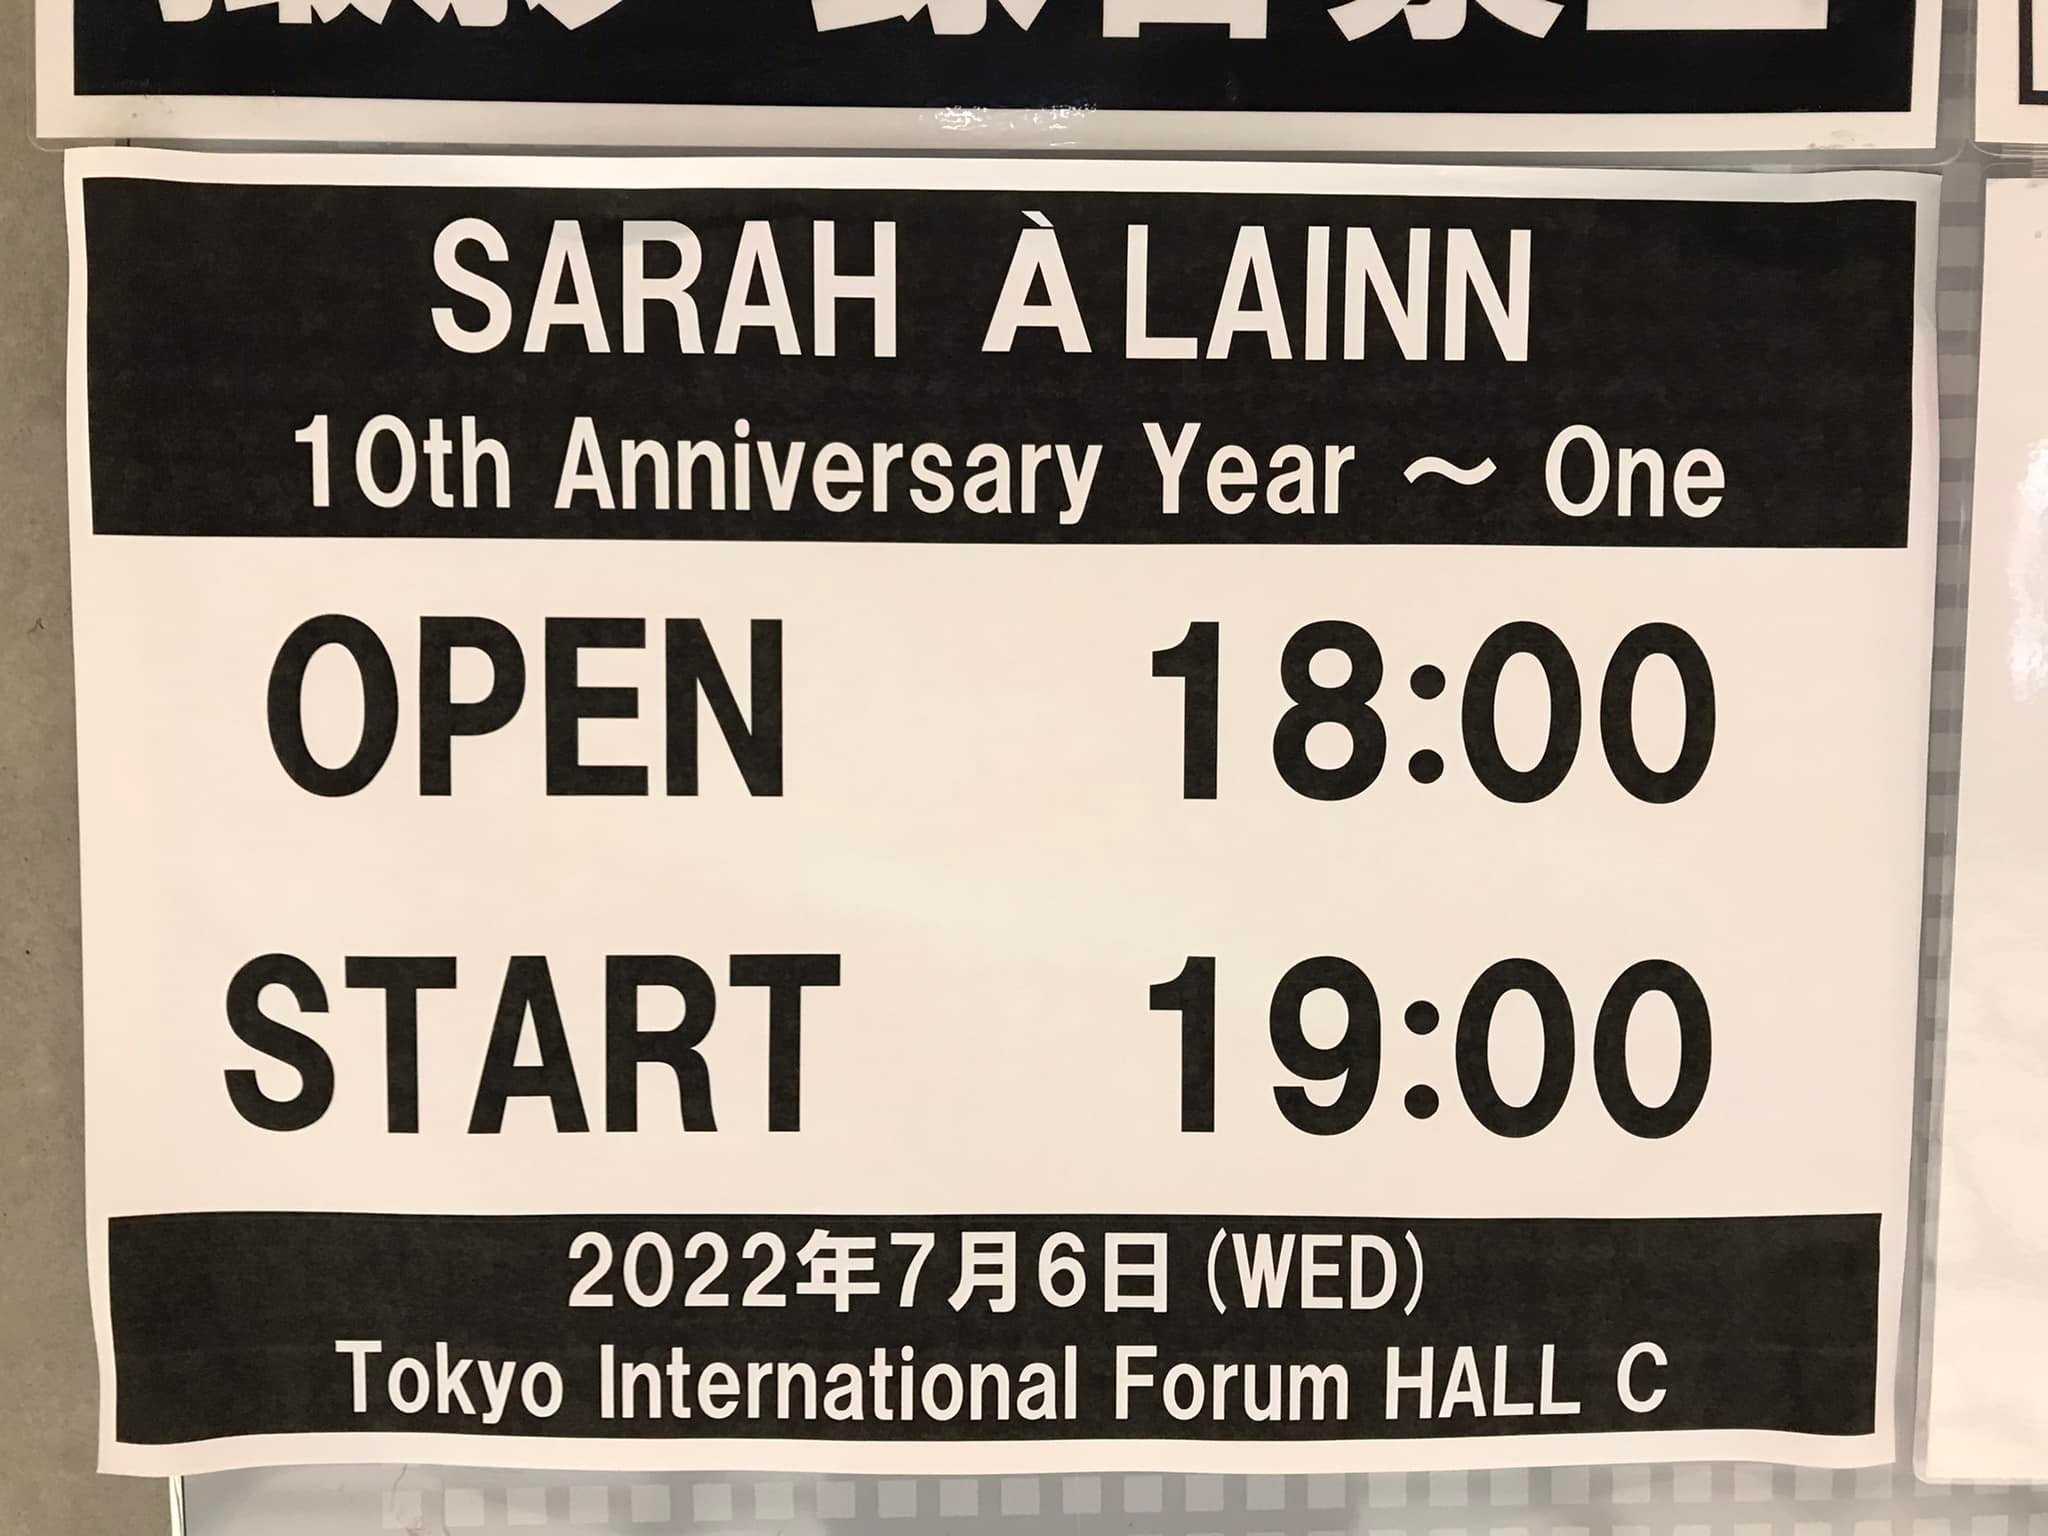 SARAH ÀLAINN
10th Anniversary Year ～ One
OPEN 18:00
START 19:00
2022年7月6日(WED)
Tokyo International Forum HALL C